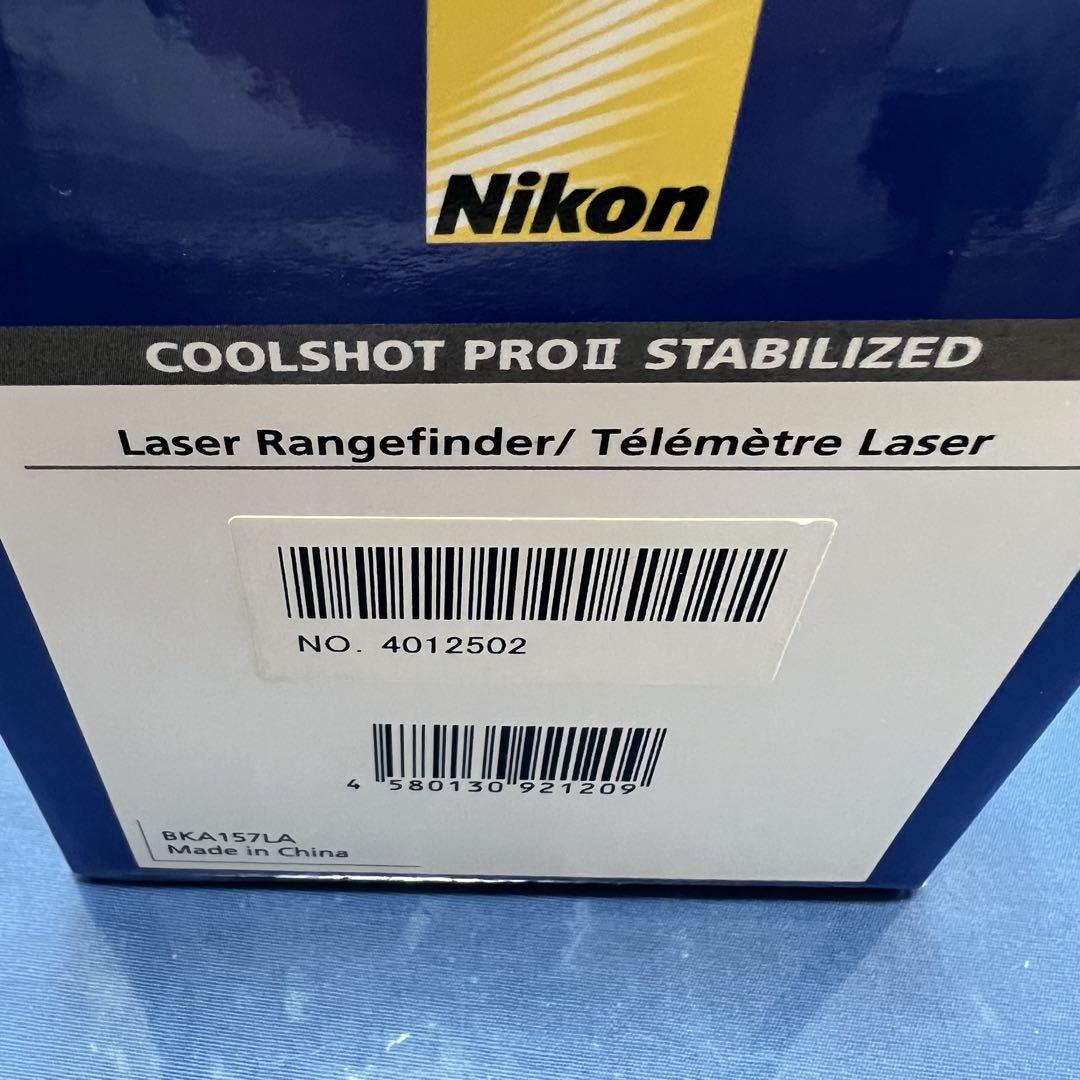 Nikon
COOLSHOT PROⅡ STABILIZED
Laser Rangefinder/ Télémètre Laser
NO. 4012502
4 580130 921209
BKA157LA
Made in China